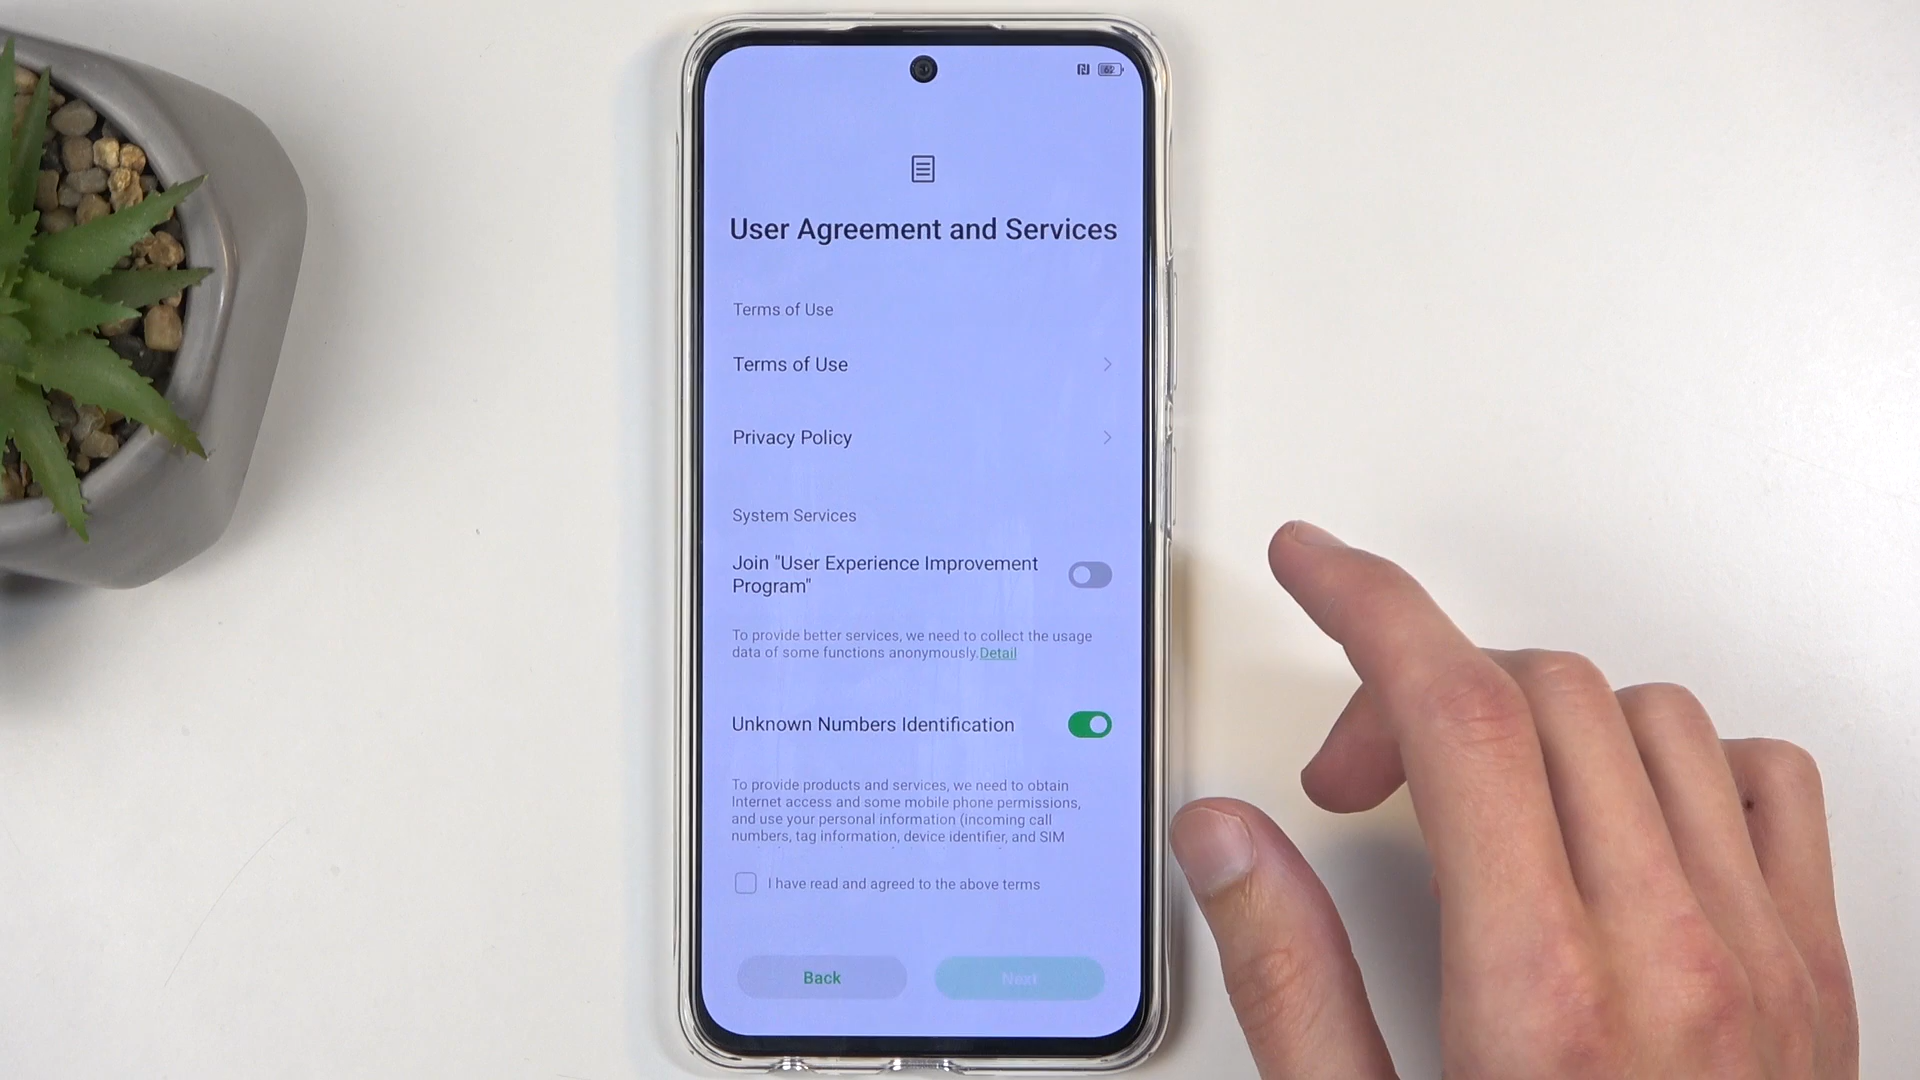 62
User Agreement and Services
Terms of Use
Terms of Use
Privacy Policy
System Services
Join "User Experience Improvement
Program"
To provide better services, we need to collect the usage
data of some functions anonymously.Detail
Unknown Numbers Identification
To provide products and services, we need to obtain
Internet access and some mobile phone permissions,
and use your personal information (incoming call
numbers, tag information, device identifier, and SIM
I have read and agreed to the above terms
Back
Next